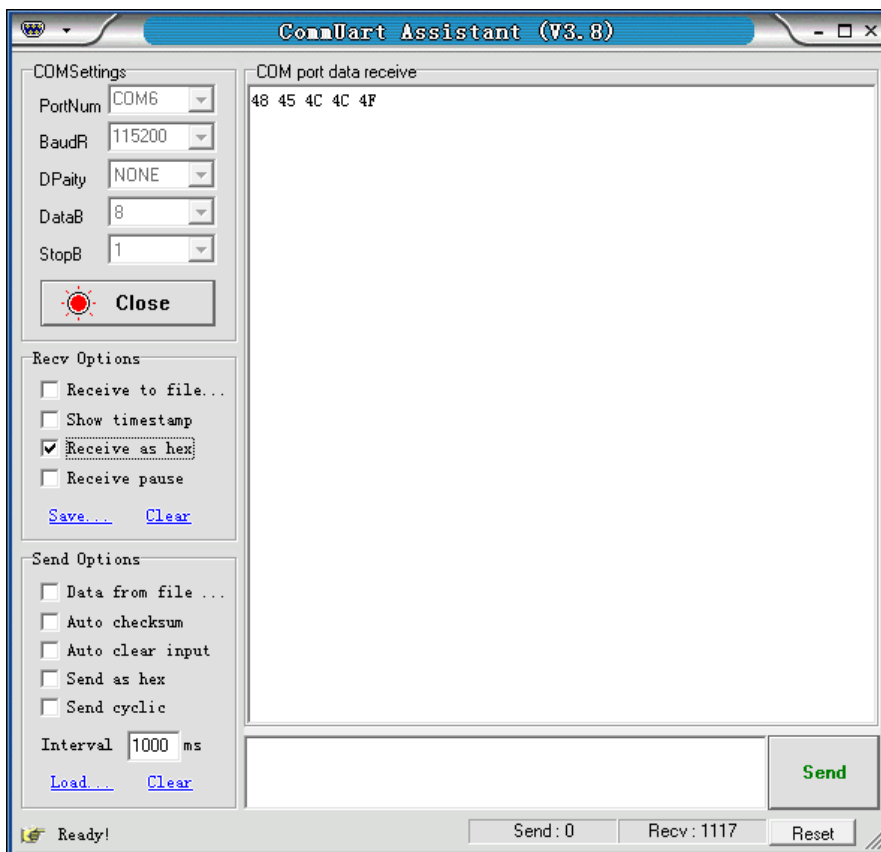 CommUart Assistant (V3.8)
COMSettings
PortNum COM6
BaudR 115200
DPaity NONE
DataB 8
StopB 1
Close
Recv Options
Receive to file...
Show timestamp
Receive as hex
Receive pause
Save... Clear
Send Options
Data from file ...
Auto checksum
Auto clear input
Send as hex
Send cyclic
Interval 1000 ms
Load... Clear
COM port data receive
48 45 4C 4C 4F
Send
Ready!
Send : 0
Recv : 1117
Reset